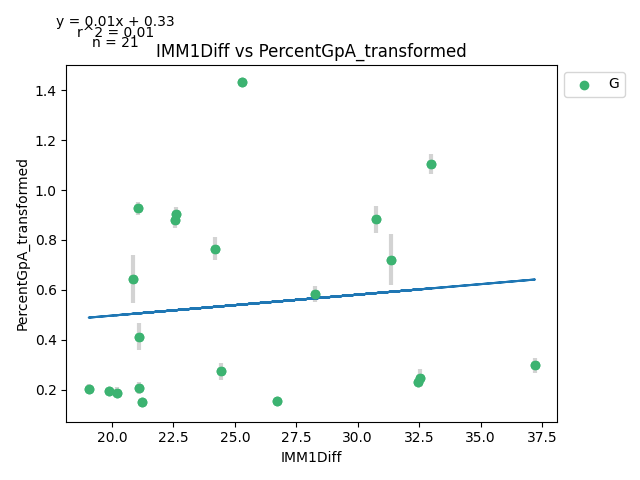 y = 0.01x + 0.33
r^2 = 0.01
n = 21
IMM1Diff vs PercentGpA_transformed
G
PercentGpA_transformed
1.4
1.2
1.0
0.8
0.6
0.4
0.2
20.0 22.5 25.0 27.5 30.0 32.5 35.0 37.5
IMM1Diff